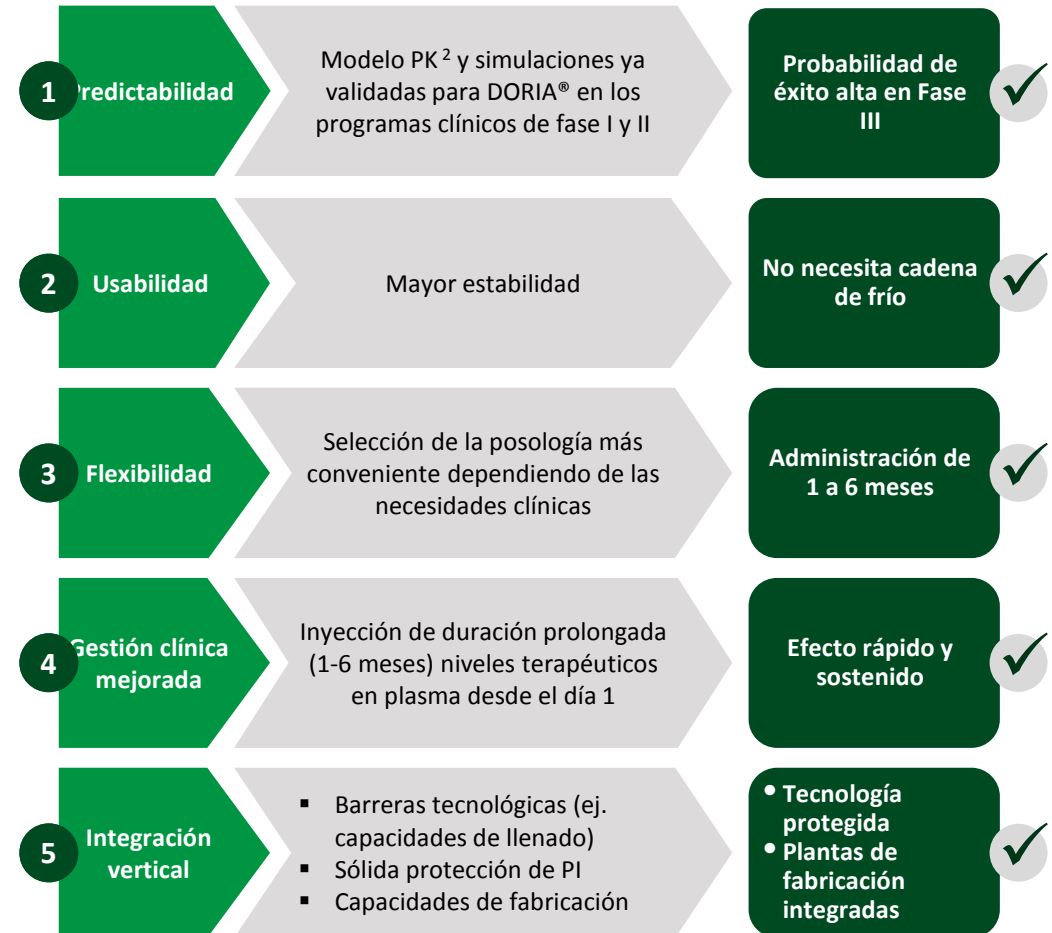 1
Predictabilidad
Modelo PK ² y simulaciones ya
validadas para DORIA® en los
programas clínicos de fase I y II
Probabilidad de
éxito alta en Fase
III
2
Usabilidad
Mayor estabilidad
No necesita cadena
de frío
3
Flexibilidad
Selección de la posología más
conveniente dependiendo de las
necesidades clínicas
Administración de
1 a 6 meses
4
Gestión clínica
mejorada
Inyección de duración prolongada
(1-6 meses) niveles terapéuticos
en plasma desde el día 1
Efecto rápido y
sostenido
5
Integración
vertical
▪ Barreras tecnológicas (ej.
capacidades de llenado)
▪ Sólida protección de PI
▪ Capacidades de fabricación
• Tecnología
protegida
• Plantas de
fabricación
integradas